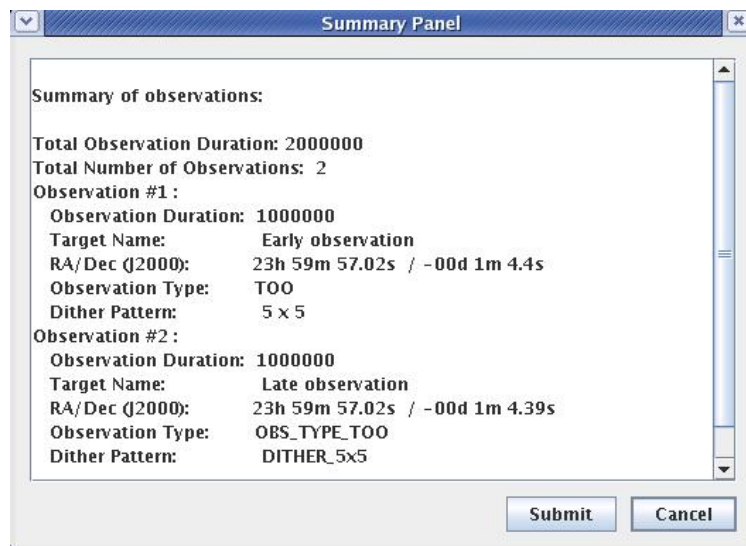 Summary Panel
Summary of observations:
Total Observation Duration: 2000000
Total Number of Observations: 2
Observation #1 :
Observation Duration: 1000000
Target Name: Early observation
RA/Dec (J2000): 23h 59m 57.02s / -00d 1m 4.4s
Observation Type: TOO
Dither Pattern: 5 x 5
Observation #2 :
Observation Duration: 1000000
Target Name: Late observation
RA/Dec (J2000): 23h 59m 57.02s / -00d 1m 4.39s
Observation Type: OBS_TYPE_TOO
Dither Pattern: DITHER_5x5
Submit Cancel